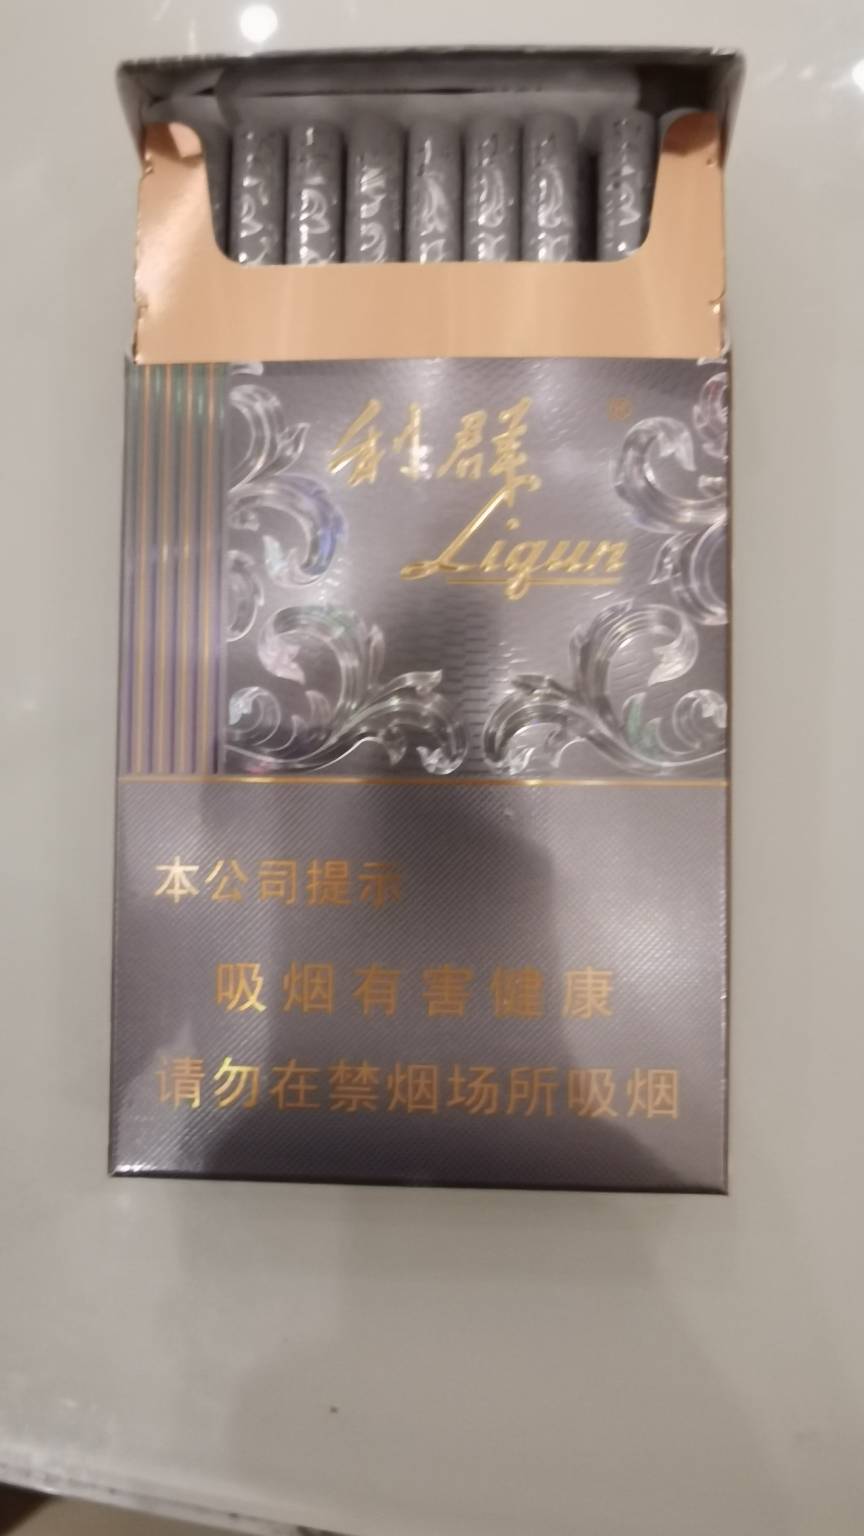 利群
®
Liqun
本公司提示
吸烟有害健康
请勿在禁烟场所吸烟